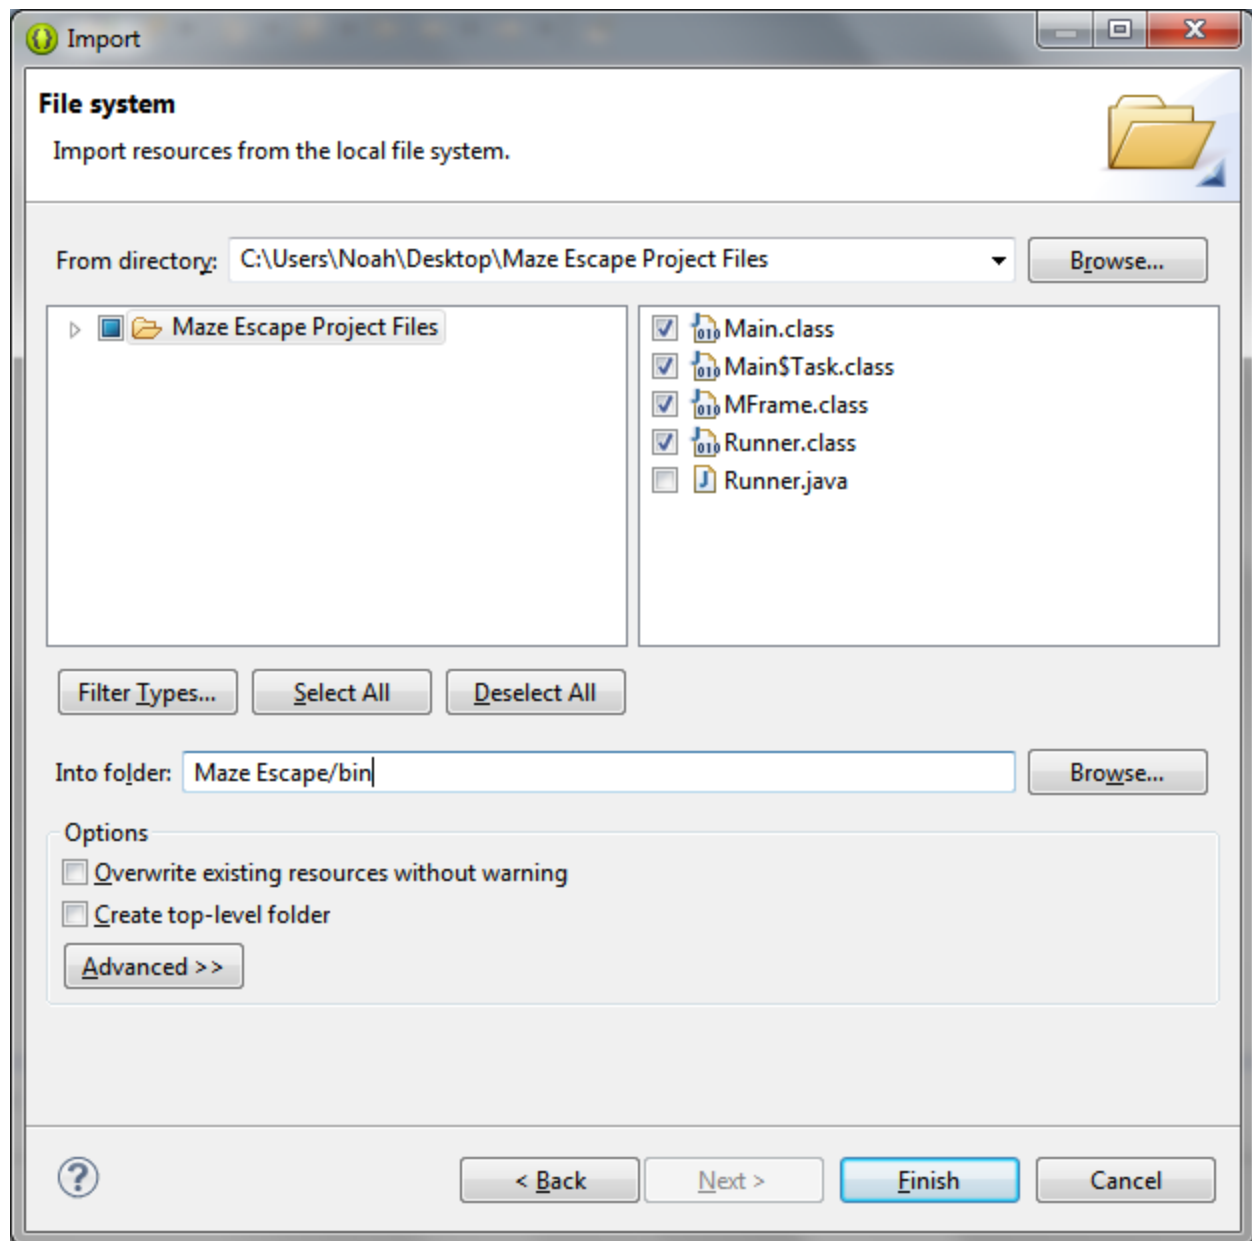 Import
File system
Import resources from the local file system.
From directory: C:\Users\Noah\Desktop\Maze Escape Project Files Browse...
Maze Escape Project Files
Main.class
Main$Task.class
MFrame.class
Runner.class
Runner.java
Filter Types... Select All Deselect All
Into folder: Maze Escape/bin Browse...
Options
Overwrite existing resources without warning
Create top-level folder
Advanced >>
? < Back Next > Finish Cancel